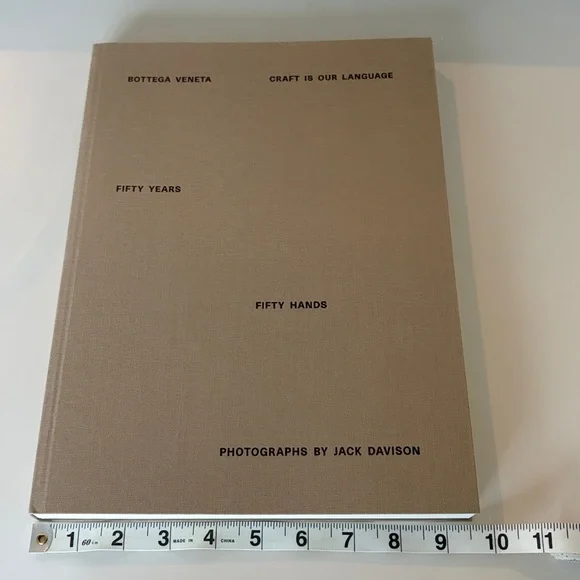 BOTTEGA VENETA CRAFT IS OUR LANGUAGE
FIFTY YEARS
FIFTY HANDS
PHOTOGRAPHS BY JACK DAVISON
1 60 in 2 3 MADE IN 4 CHINA 5 6 7 8 9 10 11